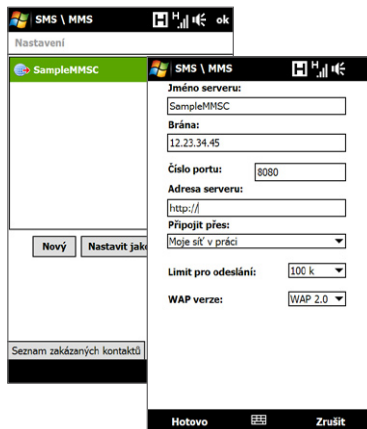 SMS \ MMS
ok
Nastavení
SampleMMSC
Nový
Nastavit jako
Seznam zakázaných kontaktů
SMS \ MMS
Jméno serveru:
SampleMMSC
Brána:
12.23.34.45
Číslo portu: 8080
Adresa serveru:
http://
Připojit přes:
Moje síť v práci
Limit pro odeslání: 100 k
WAP verze: WAP 2.0
Hotovo
Zrušit